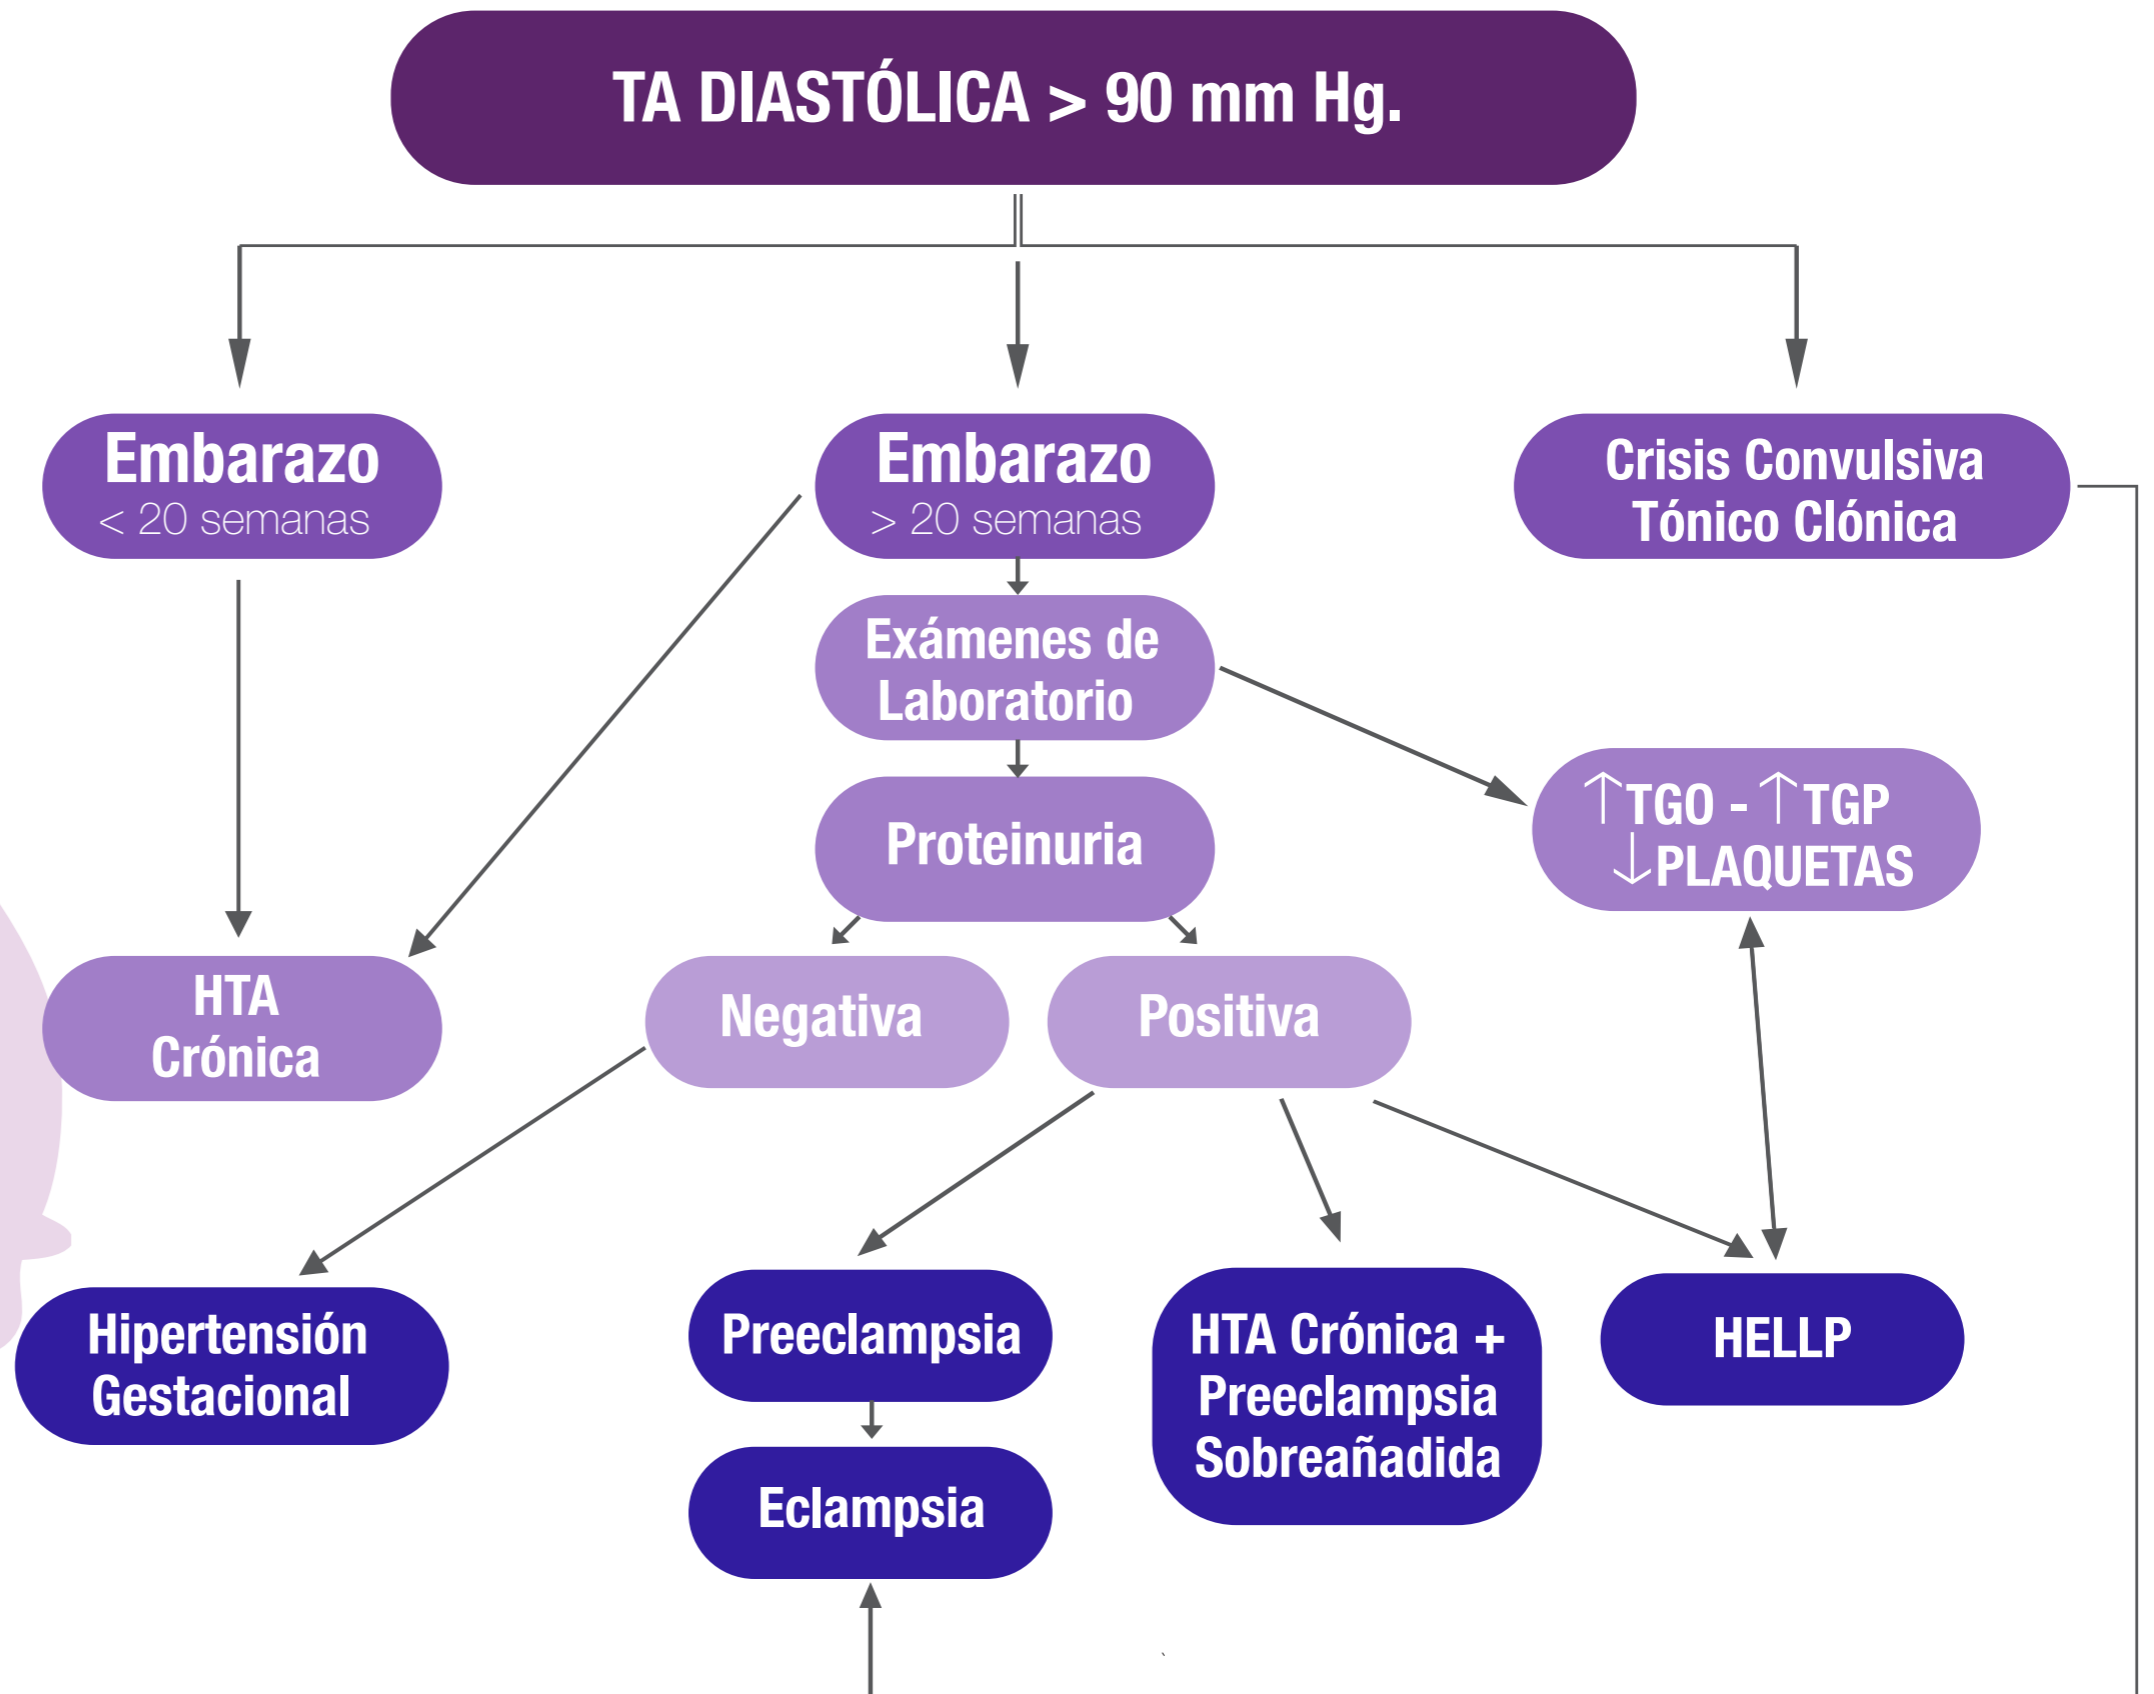 TA DIASTÓLICA > 90 mm Hg.
Embarazo
< 20 semanas
Embarazo
> 20 semanas
Crisis Convulsiva
Tónico Clónica
Exámenes de
Laboratorio
↑TGO - ↑TGP
↓PLAQUETAS
Proteinuria
HTA
Crónica
Negativa
Positiva
Hipertensión
Gestacional
Preeclampsia
HTA Crónica +
Preeclampsia
Sobreañadida
HELLP
Eclampsia